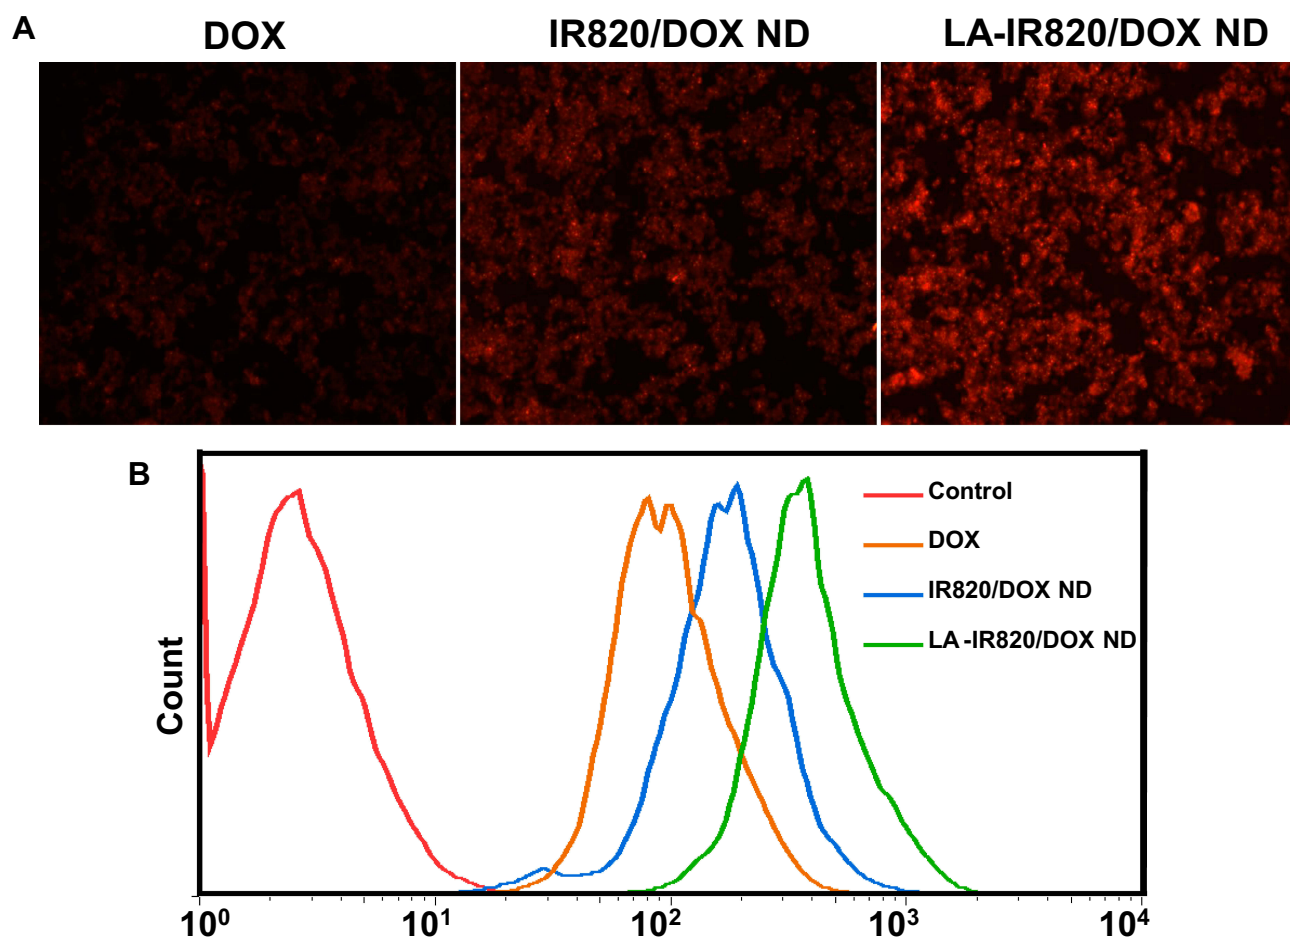 A
DOX
IR820/DOX ND
LA-IR820/DOX ND
B
Control
DOX
IR820/DOX ND
LA-IR820/DOX ND
Count
10⁰ 10¹ 10² 10³ 10⁴